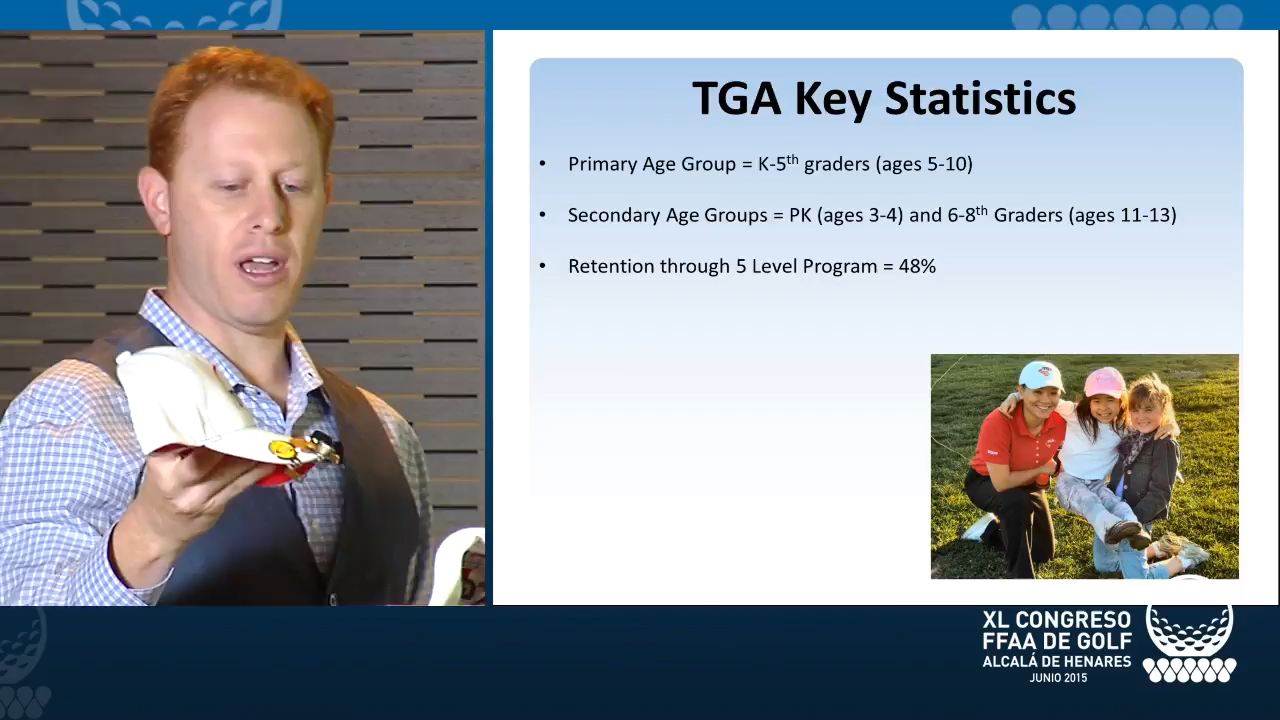 TGA Key Statistics
• Primary Age Group = K-5th graders (ages 5-10)
• Secondary Age Groups = PK (ages 3-4) and 6-8th Graders (ages 11-13)
• Retention through 5 Level Program = 48%
XL CONGRESO
FFAA DE GOLF
ALCALÁ DE HENARES
JUNIO 2015